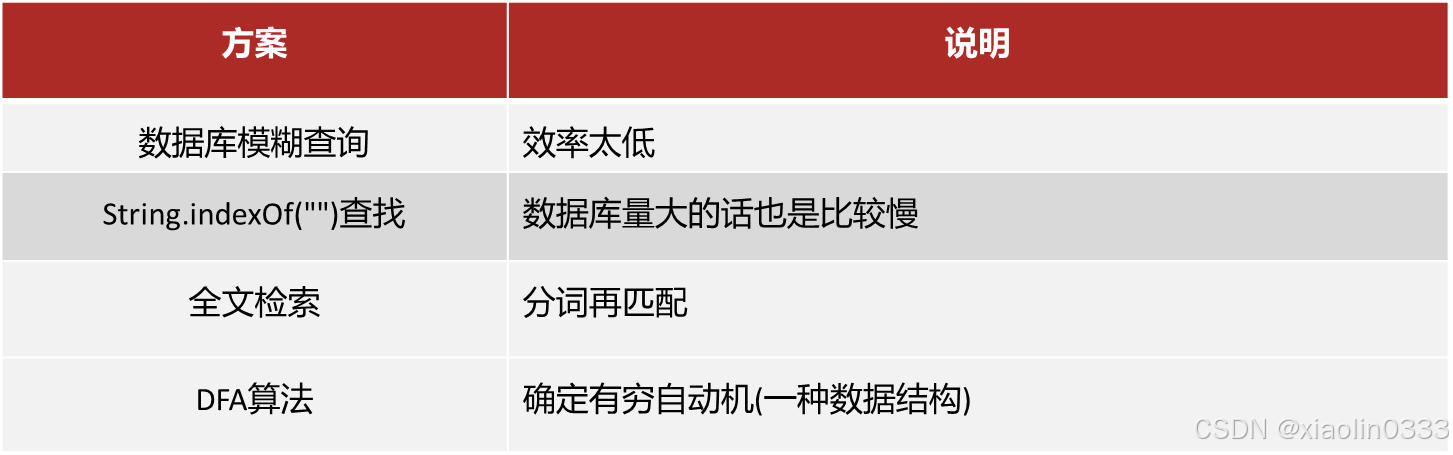 方案 说明
数据库模糊查询 效率太低
String.indexOf("")查找 数据库量大的话也是比较慢
全文检索 分词再匹配
DFA算法 确定有穷自动机(一种数据结构)
CSDN @xiaolin0333